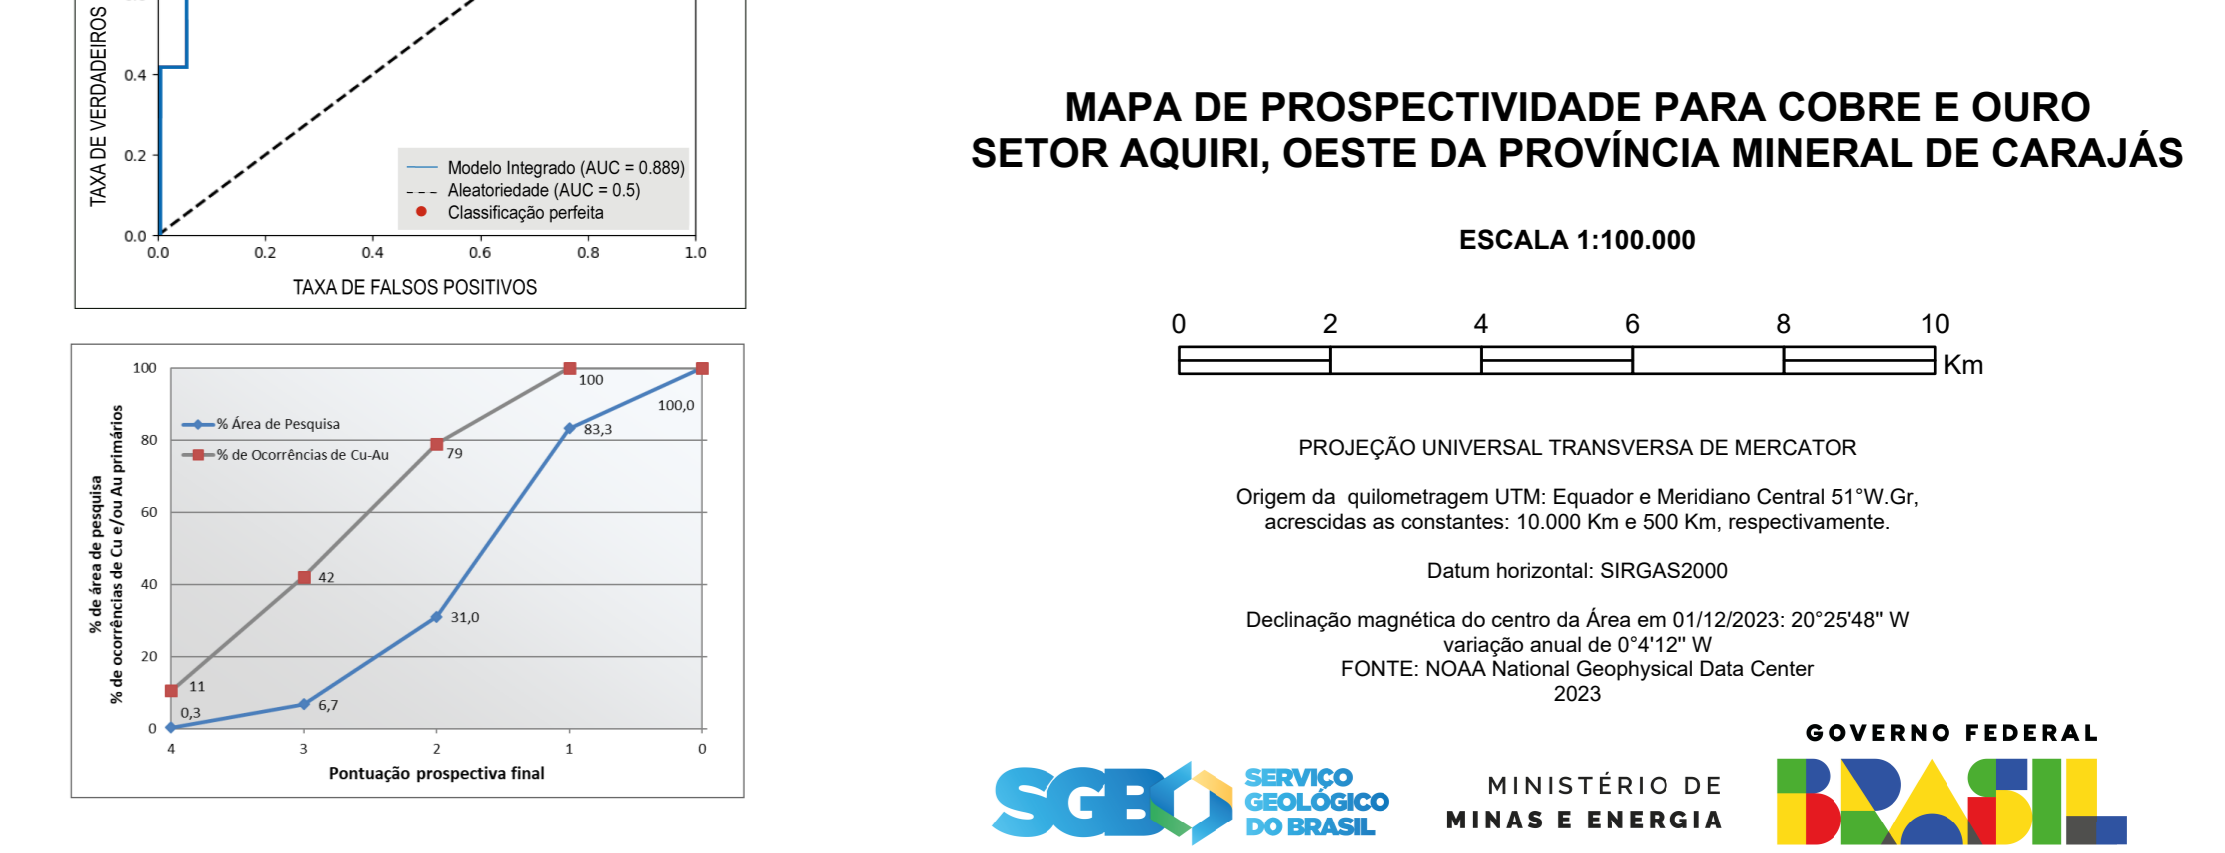 TAXA DE VERDADEIROS
0.4
0.2
0.0
0.0 0.2 0.4 0.6 0.8 1.0
Modelo Integrado (AUC = 0.889)
Aleatoriedade (AUC = 0.5)
Classificação perfeita
TAXA DE FALSOS POSITIVOS
% de área de pesquisa
% de ocorrências de Cu e/ou Au primários
100
80
60
40
20
0
% Área de Pesquisa
% de Ocorrências de Cu-Au
100
100,0
83,3
79
42
31,0
11
0,3
6,7
4 3 2 1 0
Pontuação prospectiva final
MAPA DE PROSPECTIVIDADE PARA COBRE E OURO
SETOR AQUIRI, OESTE DA PROVÍNCIA MINERAL DE CARAJÁS
ESCALA 1:100.000
0 2 4 6 8 10
Km
PROJEÇÃO UNIVERSAL TRANSVERSA DE MERCATOR
Origem da quilometragem UTM: Equador e Meridiano Central 51°W.Gr,
acrescidas as constantes: 10.000 Km e 500 Km, respectivamente.
Datum horizontal: SIRGAS2000
Declinação magnética do centro da Área em 01/12/2023: 20°25'48" W
variação anual de 0°4'12" W
FONTE: NOAA National Geophysical Data Center
2023
SGB
SERVIÇO
GEOLÓGICO
DO BRASIL
MINISTÉRIO DE
MINAS E ENERGIA
GOVERNO FEDERAL
BRASIL